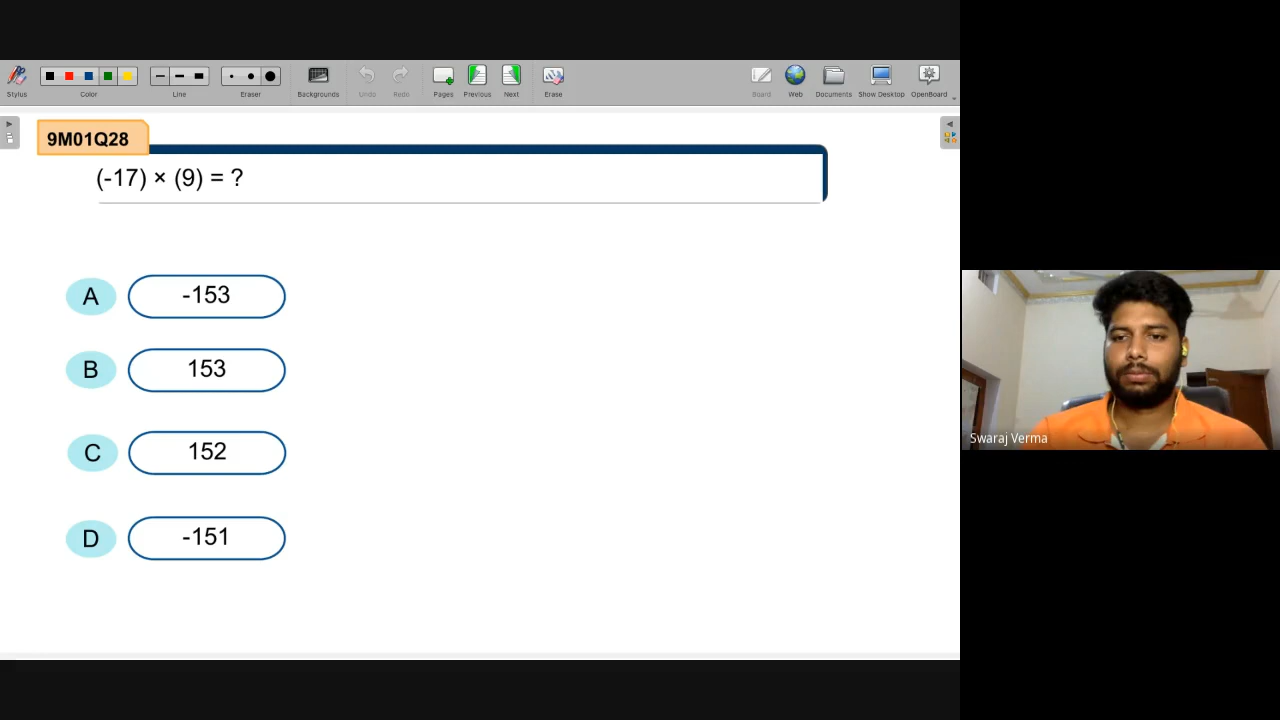 Stylus
Color
Line
Eraser
Backgrounds
Undo
Redo
Pages
Previous
Next
Erase
Board
Web
Documents
Show Desktop
OpenBoard
9M01Q28
(-17) × (9) = ?
A -153
B 153
C 152
D -151
Swaraj Verma